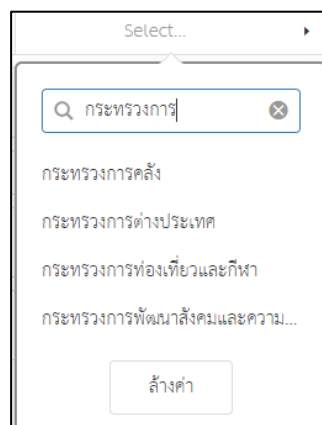 Select...
กระทรวงการ
กระทรวงการคลัง
กระทรวงการต่างประเทศ
กระทรวงการท่องเที่ยวและกีฬา
กระทรวงการพัฒนาสังคมและความ...
ล้างค่า